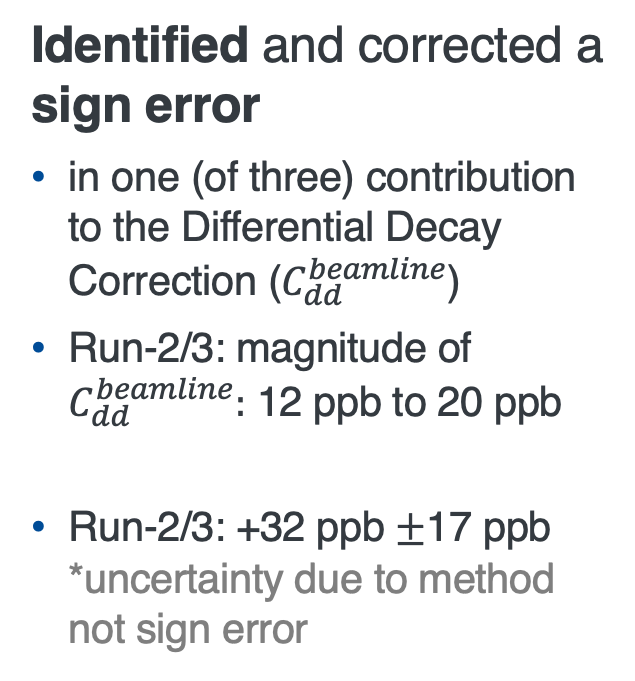 Identified and corrected a
sign error
• in one (of three) contribution
to the Differential Decay
Correction (C_{dd}^{beamline})
• Run-2/3: magnitude of
C_{dd}^{beamline}: 12 ppb to 20 ppb
• Run-2/3: +32 ppb ±17 ppb
*uncertainty due to method
not sign error